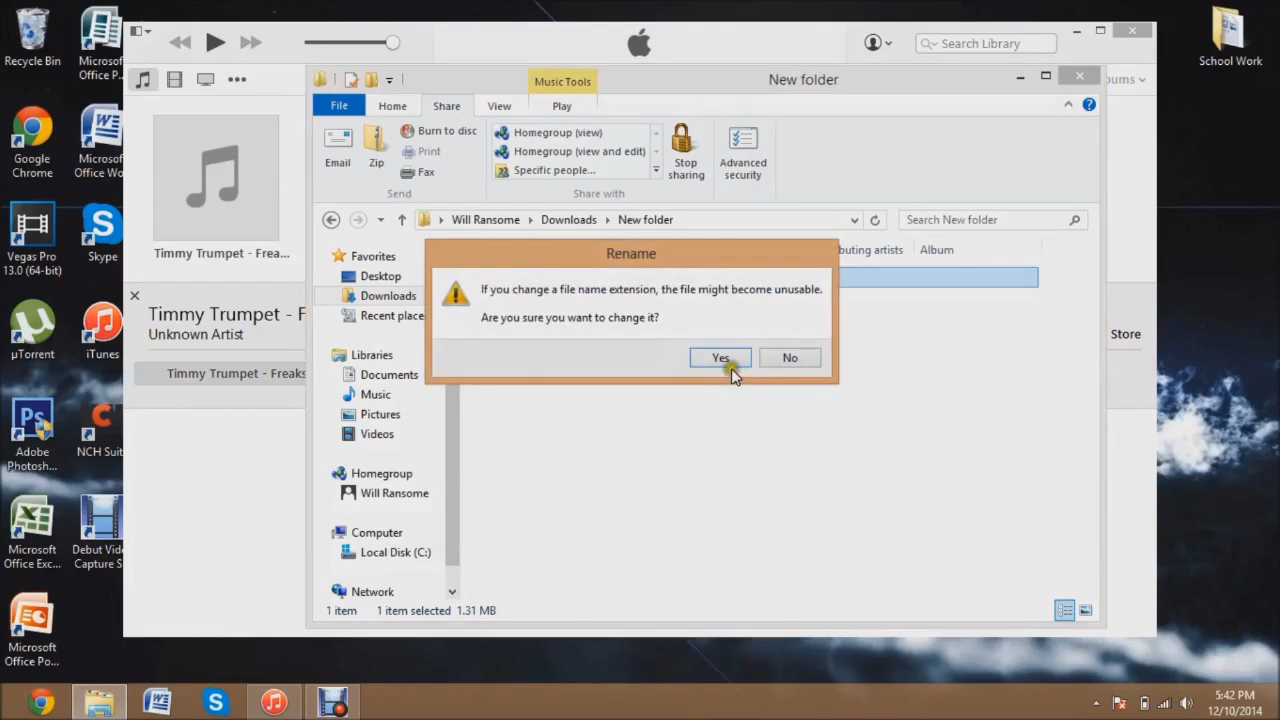 Recycle Bin
Microsoft
Office P...
Google
Chrome
Microsoft
Office Wo...
Vegas Pro
13.0 (64-bit)
Skype
µTorrent
iTunes
Adobe
Photosh...
NCH Suit
Microsoft
Office Exc...
Debut Vid
Capture S
Microsoft
Office Po...
School Work
Search Library
Timmy Trumpet - Frea...
Timmy Trumpet - F
Unknown Artist
Timmy Trumpet - Freaks
ums
Store
Music Tools
New folder
File
Home
Share
View
Play
Email
Zip
Burn to disc
Print
Fax
Send
Homegroup (view)
Homegroup (view and edit)
Specific people...
Share with
Stop
sharing
Advanced
security
Will Ransome
Downloads
New folder
Search New folder
buting artists
Album
Favorites
Desktop
Downloads
Recent place
Libraries
Documents
Music
Pictures
Videos
Homegroup
Will Ransome
Computer
Local Disk (C:)
Network
1 item
1 item selected 1.31 MB
Rename
If you change a file name extension, the file might become unusable.
Are you sure you want to change it?
Yes
No
5:42 PM
12/10/2014